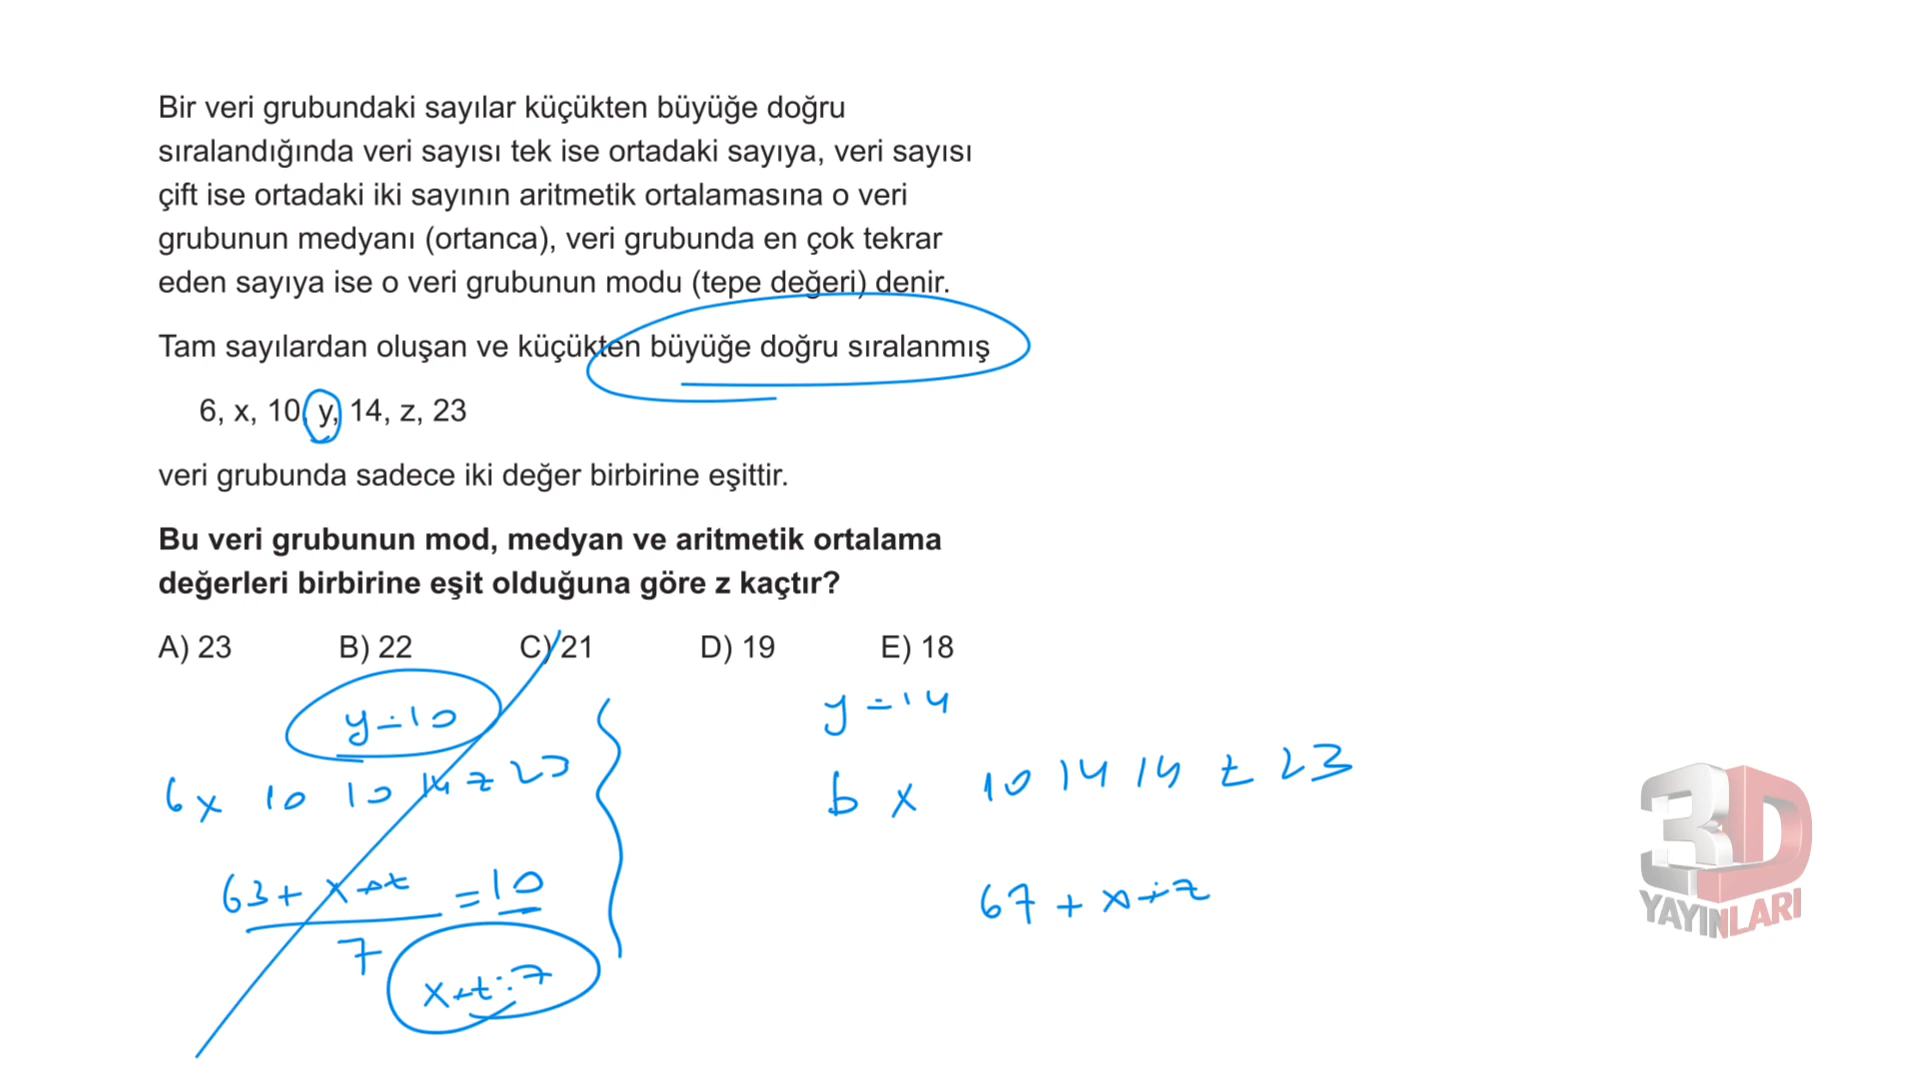 Bir veri grubundaki sayılar küçükten büyüğe doğru
sıralandığında veri sayısı tek ise ortadaki sayıya, veri sayısı
çift ise ortadaki iki sayının aritmetik ortalamasına o veri
grubunun medyanı (ortanca), veri grubunda en çok tekrar
eden sayıya ise o veri grubunun modu (tepe değeri) denir.
Tam sayılardan oluşan ve küçükten büyüğe doğru sıralanmış
6, x, 10, y, 14, z, 23
veri grubunda sadece iki değer birbirine eşittir.
Bu veri grubunun mod, medyan ve aritmetik ortalama
değerleri birbirine eşit olduğuna göre z kaçtır?
A) 23 B) 22 C) 21 D) 19 E) 18
y=10
6 x 10 10 14 z 23
63+ x+z = 10
7
x+z=7
y=14
6 x 10 14 14 z 23
67 + x+z
3D
YAYINLARI